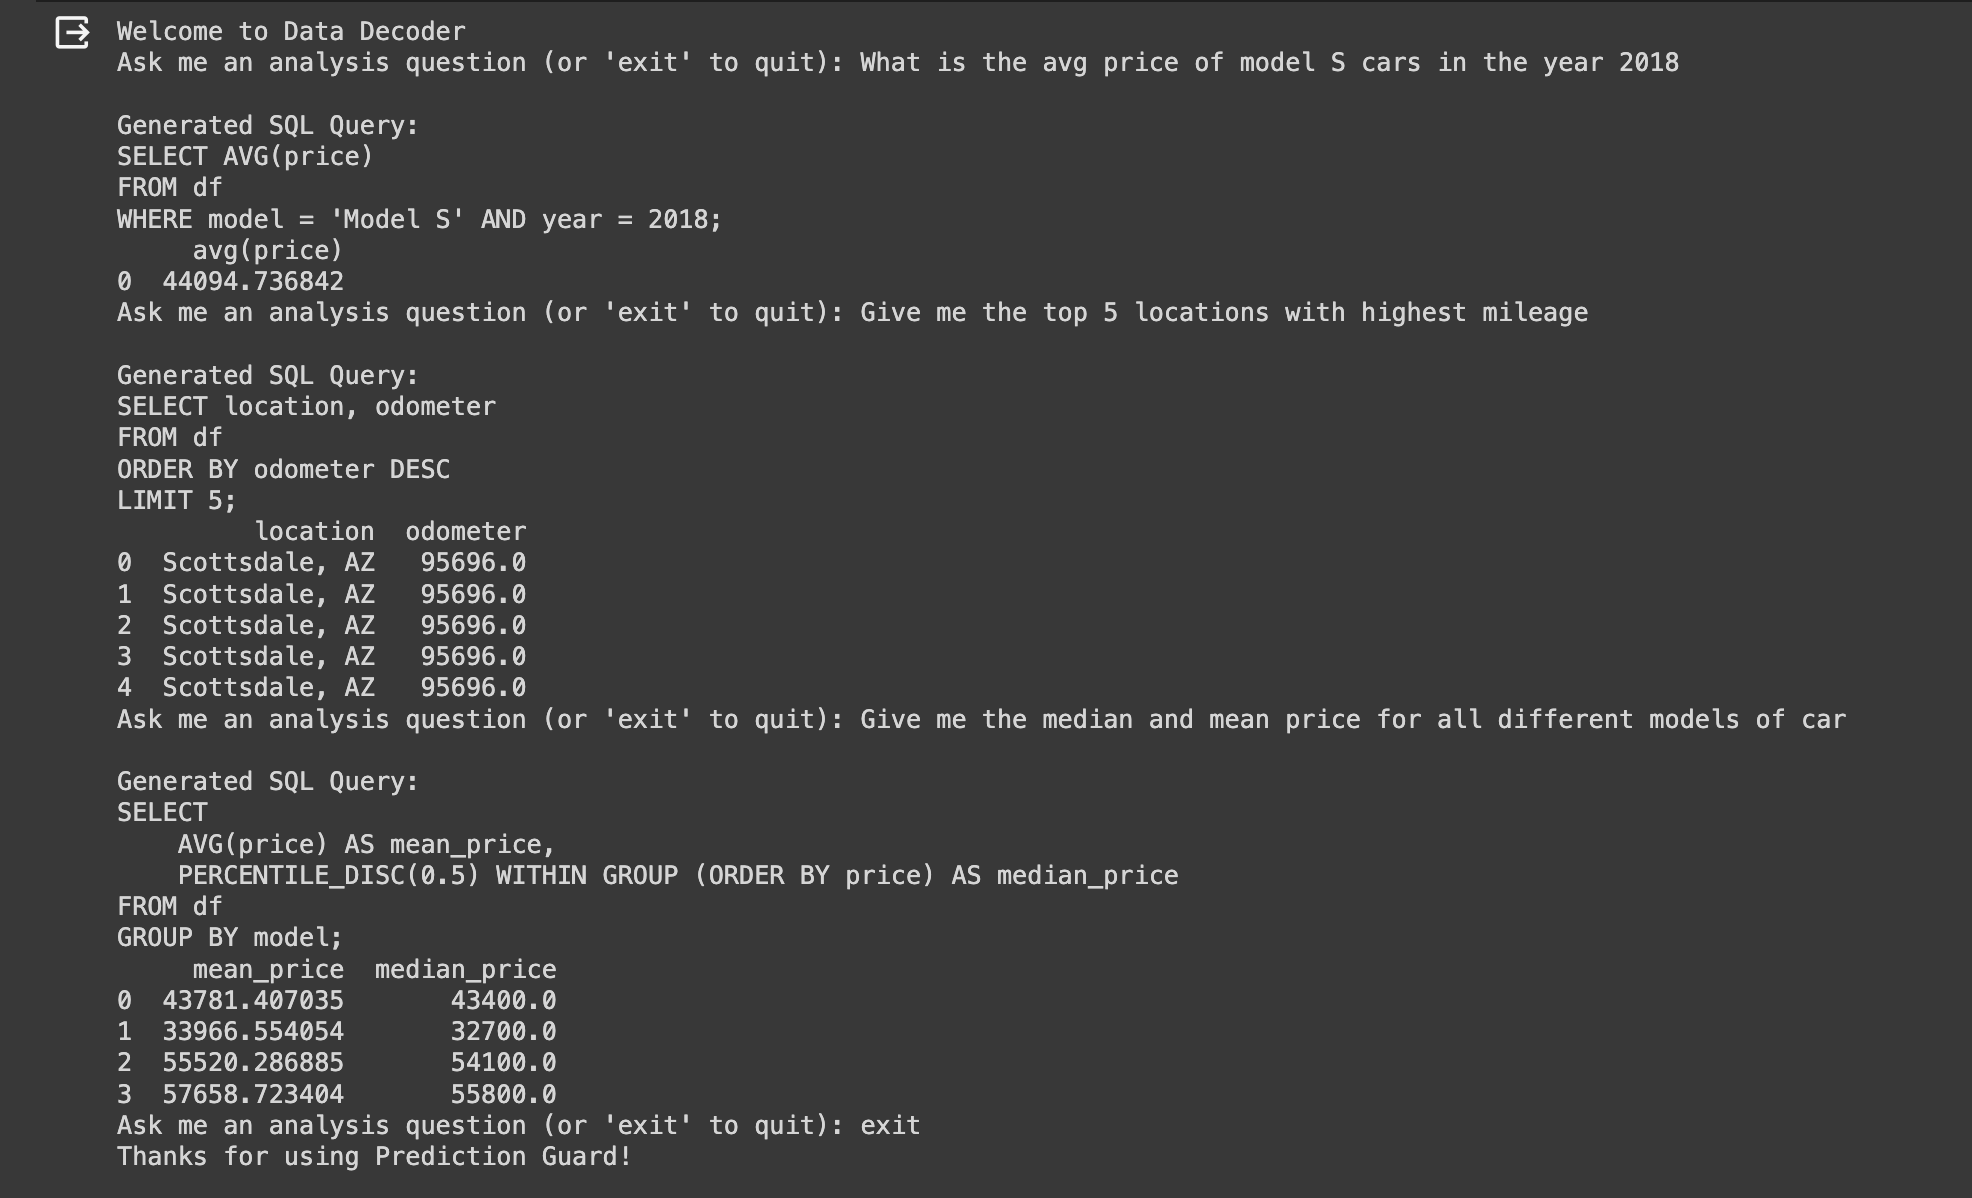 Welcome to Data Decoder
Ask me an analysis question (or 'exit' to quit): What is the avg price of model S cars in the year 2018

Generated SQL Query:
SELECT AVG(price)
FROM df
WHERE model = 'Model S' AND year = 2018;
     avg(price)
0  44094.736842
Ask me an analysis question (or 'exit' to quit): Give me the top 5 locations with highest mileage

Generated SQL Query:
SELECT location, odometer
FROM df
ORDER BY odometer DESC
LIMIT 5;
         location  odometer
0  Scottsdale, AZ   95696.0
1  Scottsdale, AZ   95696.0
2  Scottsdale, AZ   95696.0
3  Scottsdale, AZ   95696.0
4  Scottsdale, AZ   95696.0
Ask me an analysis question (or 'exit' to quit): Give me the median and mean price for all different models of car

Generated SQL Query:
SELECT
    AVG(price) AS mean_price,
    PERCENTILE_DISC(0.5) WITHIN GROUP (ORDER BY price) AS median_price
FROM df
GROUP BY model;
     mean_price  median_price
0  43781.407035       43400.0
1  33966.554054       32700.0
2  55520.286885       54100.0
3  57658.723404       55800.0
Ask me an analysis question (or 'exit' to quit): exit
Thanks for using Prediction Guard!